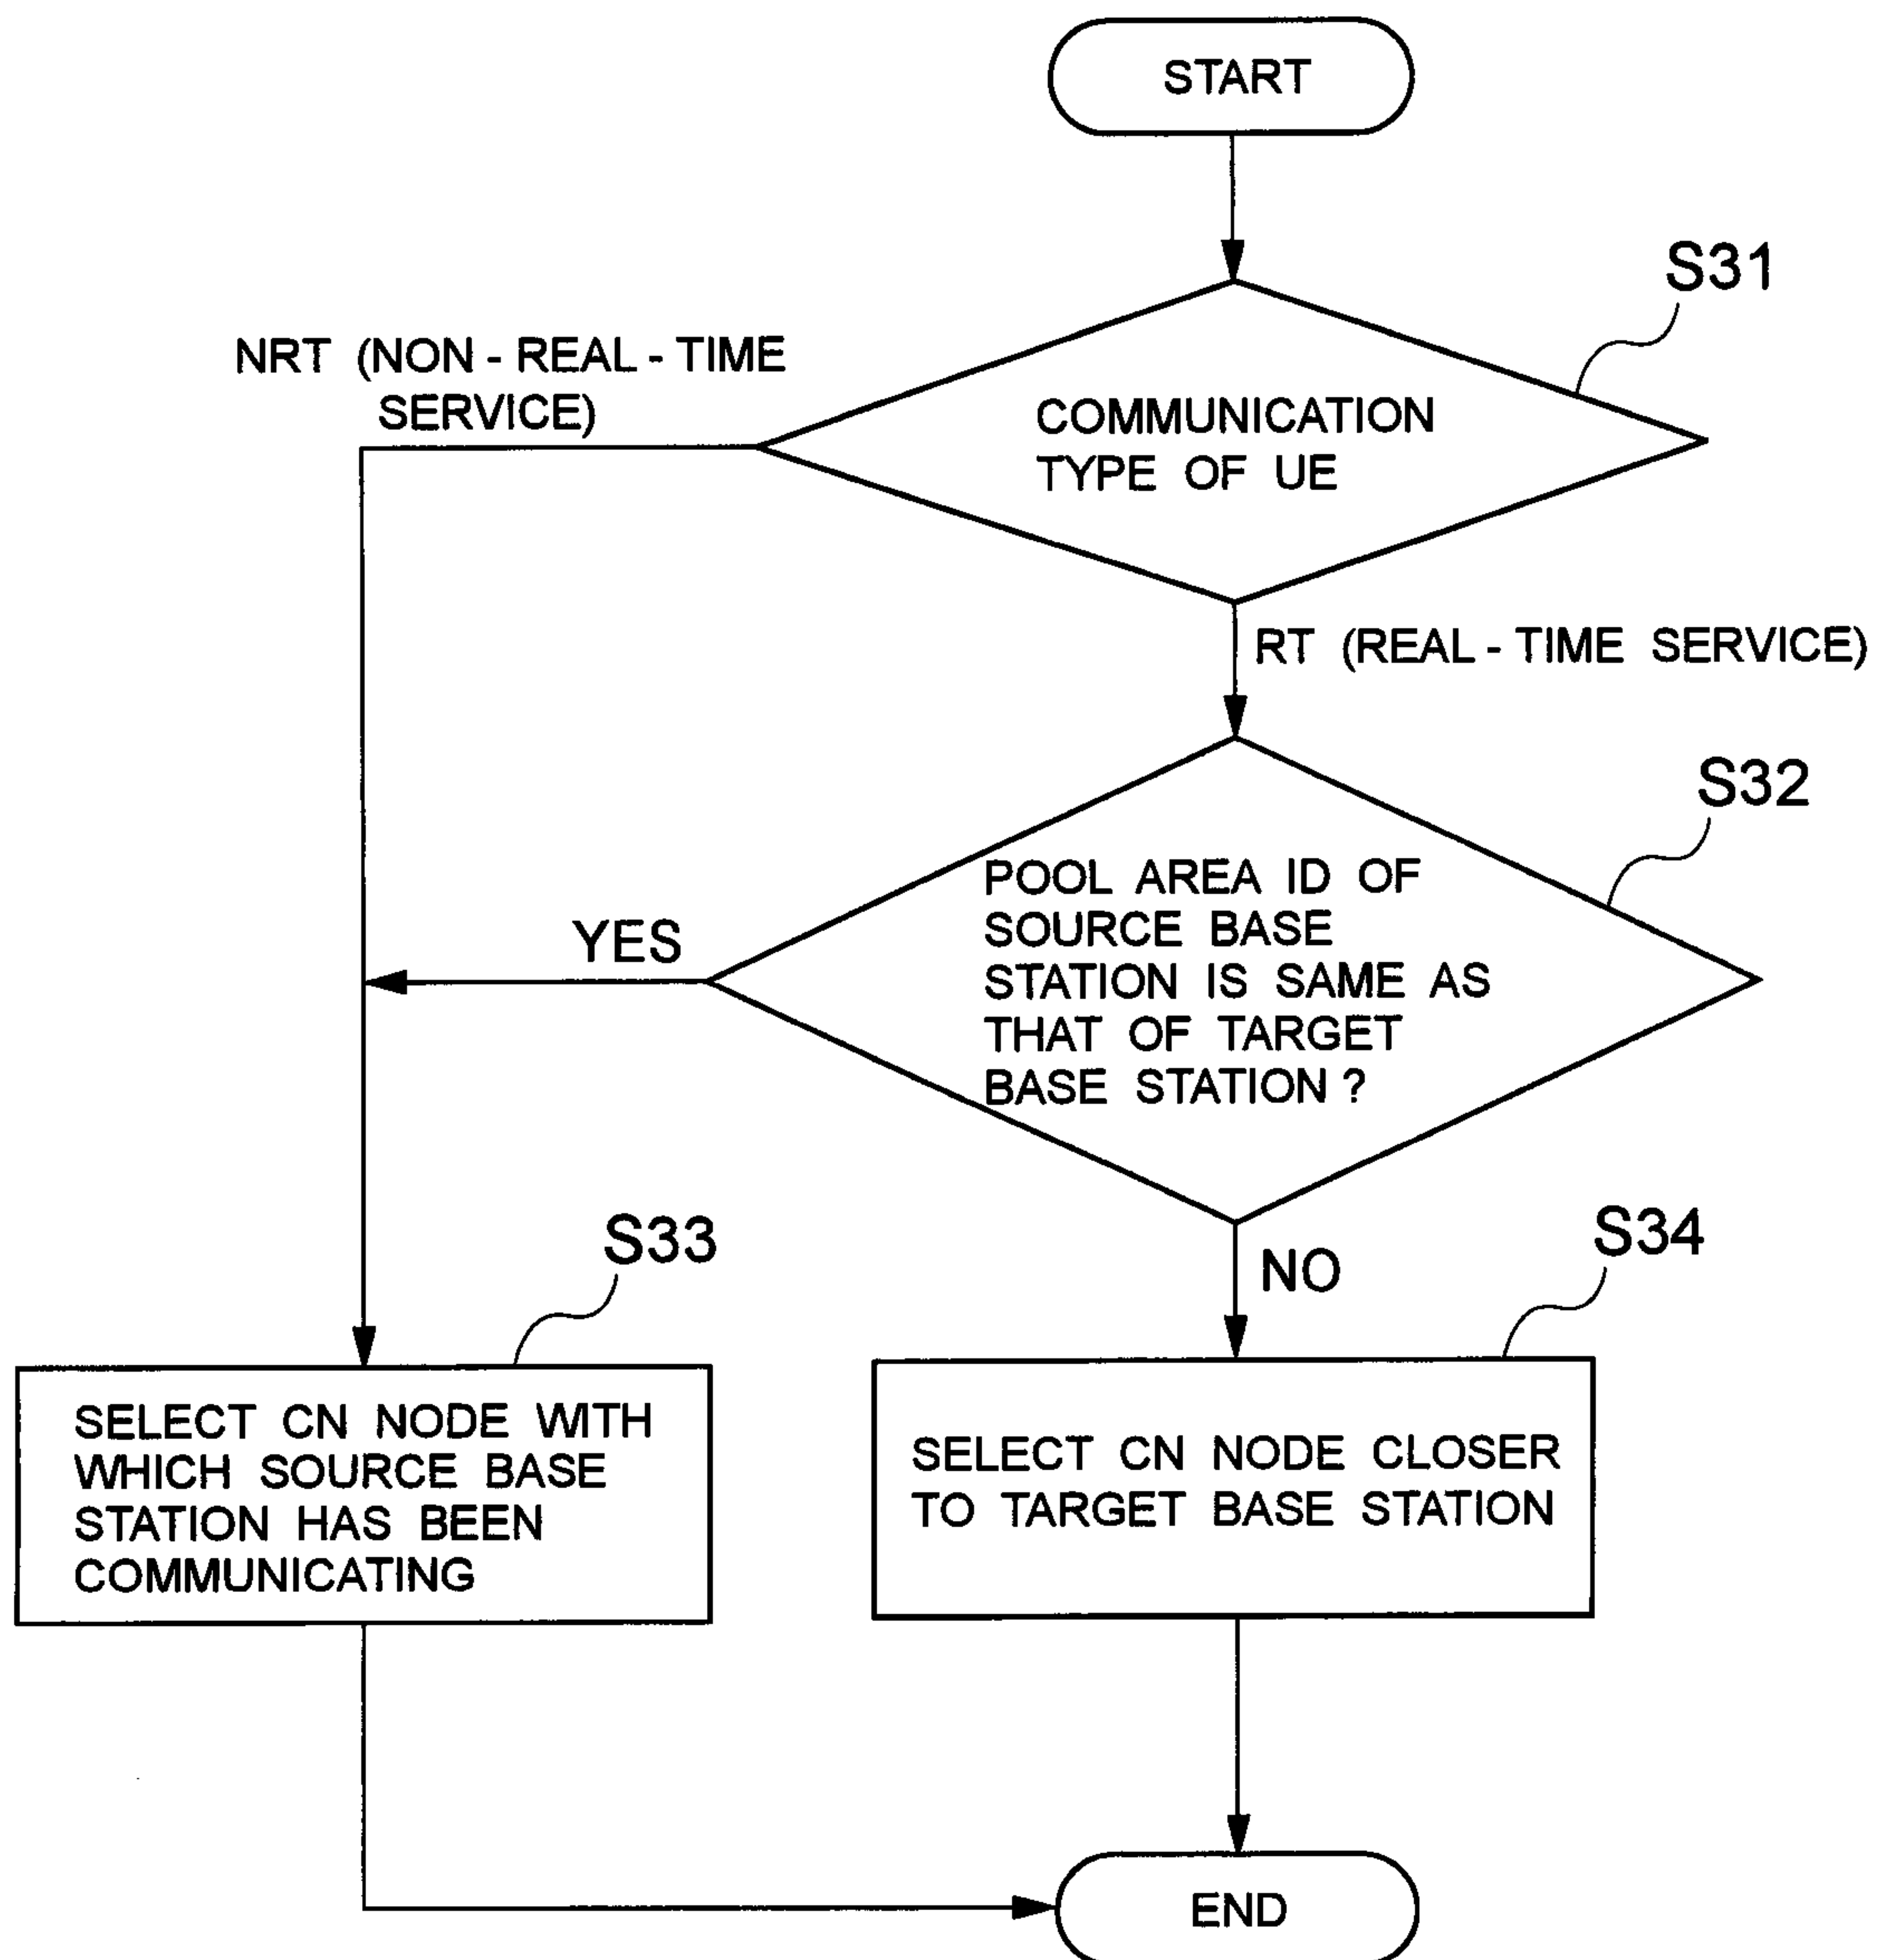 START
S31
NRT (NON - REAL - TIME
SERVICE)
COMMUNICATION
TYPE OF UE
RT (REAL - TIME SERVICE)
S32
POOL AREA ID OF
SOURCE BASE
STATION IS SAME AS
THAT OF TARGET
BASE STATION ?
YES
S33
NO
S34
SELECT CN NODE WITH
WHICH SOURCE BASE
STATION HAS BEEN
COMMUNICATING
SELECT CN NODE CLOSER
TO TARGET BASE STATION
END